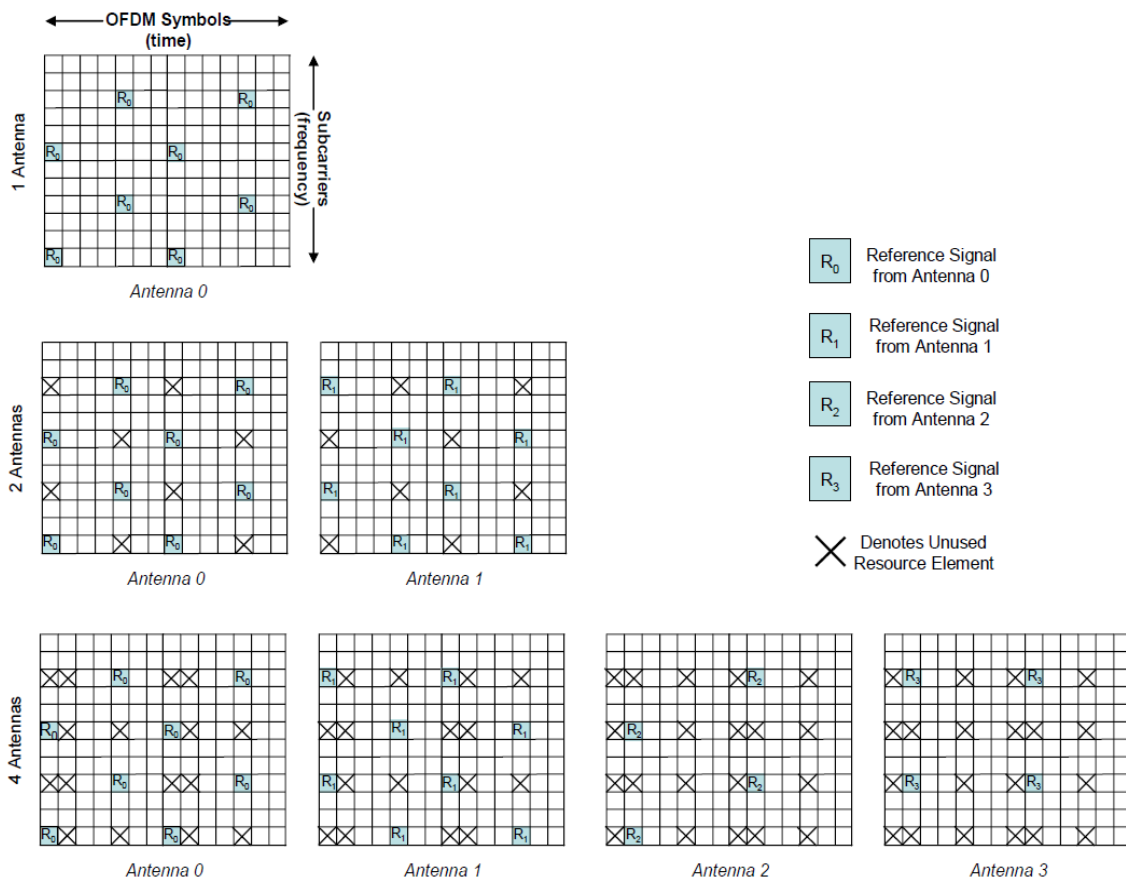 OFDM Symbols
(time)
1 Antenna
R0 R0
R0 R0
R0 R0
R0 R0
Subcarriers
(frequency)
Antenna 0
R0
Reference Signal
from Antenna 0
R1
Reference Signal
from Antenna 1
R2
Reference Signal
from Antenna 2
R3
Reference Signal
from Antenna 3
Denotes Unused
Resource Element
2 Antennas
R0 R0 R1 R1
R0 R0 R1 R1
R0 R0 R1 R1
R0 R0 R1 R1
Antenna 0
Antenna 1
4 Antennas
R0 R0 R1 R1 R2 R3 R3
R0 R0 R1 R1 R2
R0 R0 R1 R1 R2 R3 R3
R0 R0 R1 R1 R2
Antenna 0
Antenna 1
Antenna 2
Antenna 3